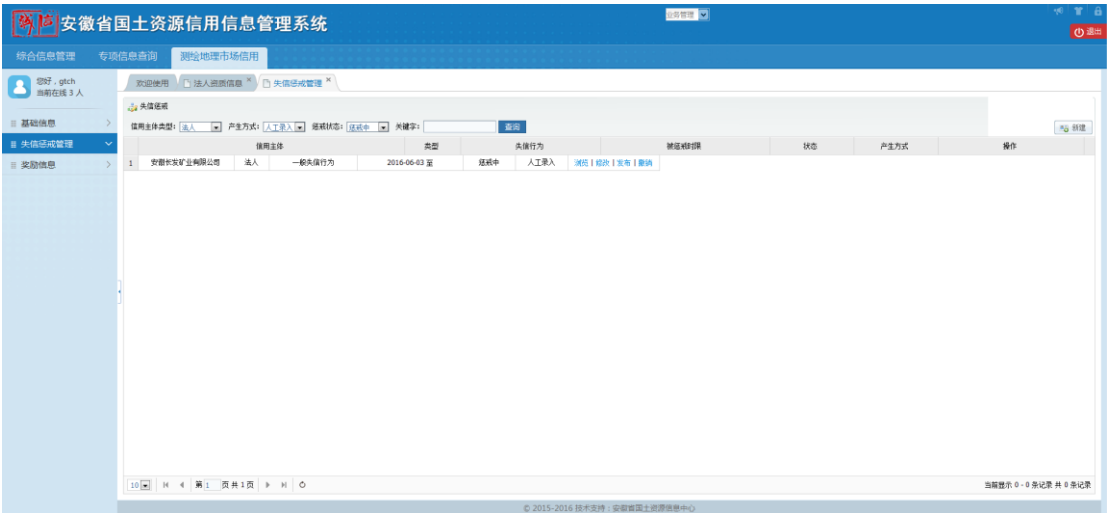 诚信 安徽省国土资源信用信息管理系统 业务管理
退出
综合信息管理 专项信息查询 测绘地理市场信用
您好，gtch
当前在线 3 人
欢迎使用 法人资质信息 × 失信惩戒管理 ×
失信惩戒
信用主体类型： 法人 产生方式： 人工录入 惩戒状态： 惩戒中 关键字： 查询 新建
基础信息
失信惩戒管理
奖励信息
信用主体 类型 失信行为 被惩戒时限 状态 产生方式 操作
1 安徽长发矿业有限公司 法人 一般失信行为 2016-06-03 至 惩戒中 人工录入 浏览 | 修改 | 发布 | 撤销
10 第 1 页 共 1 页 当前显示 0 - 0 条记录 共 0 条记录
© 2015-2016 技术支持：安徽省国土资源信息中心